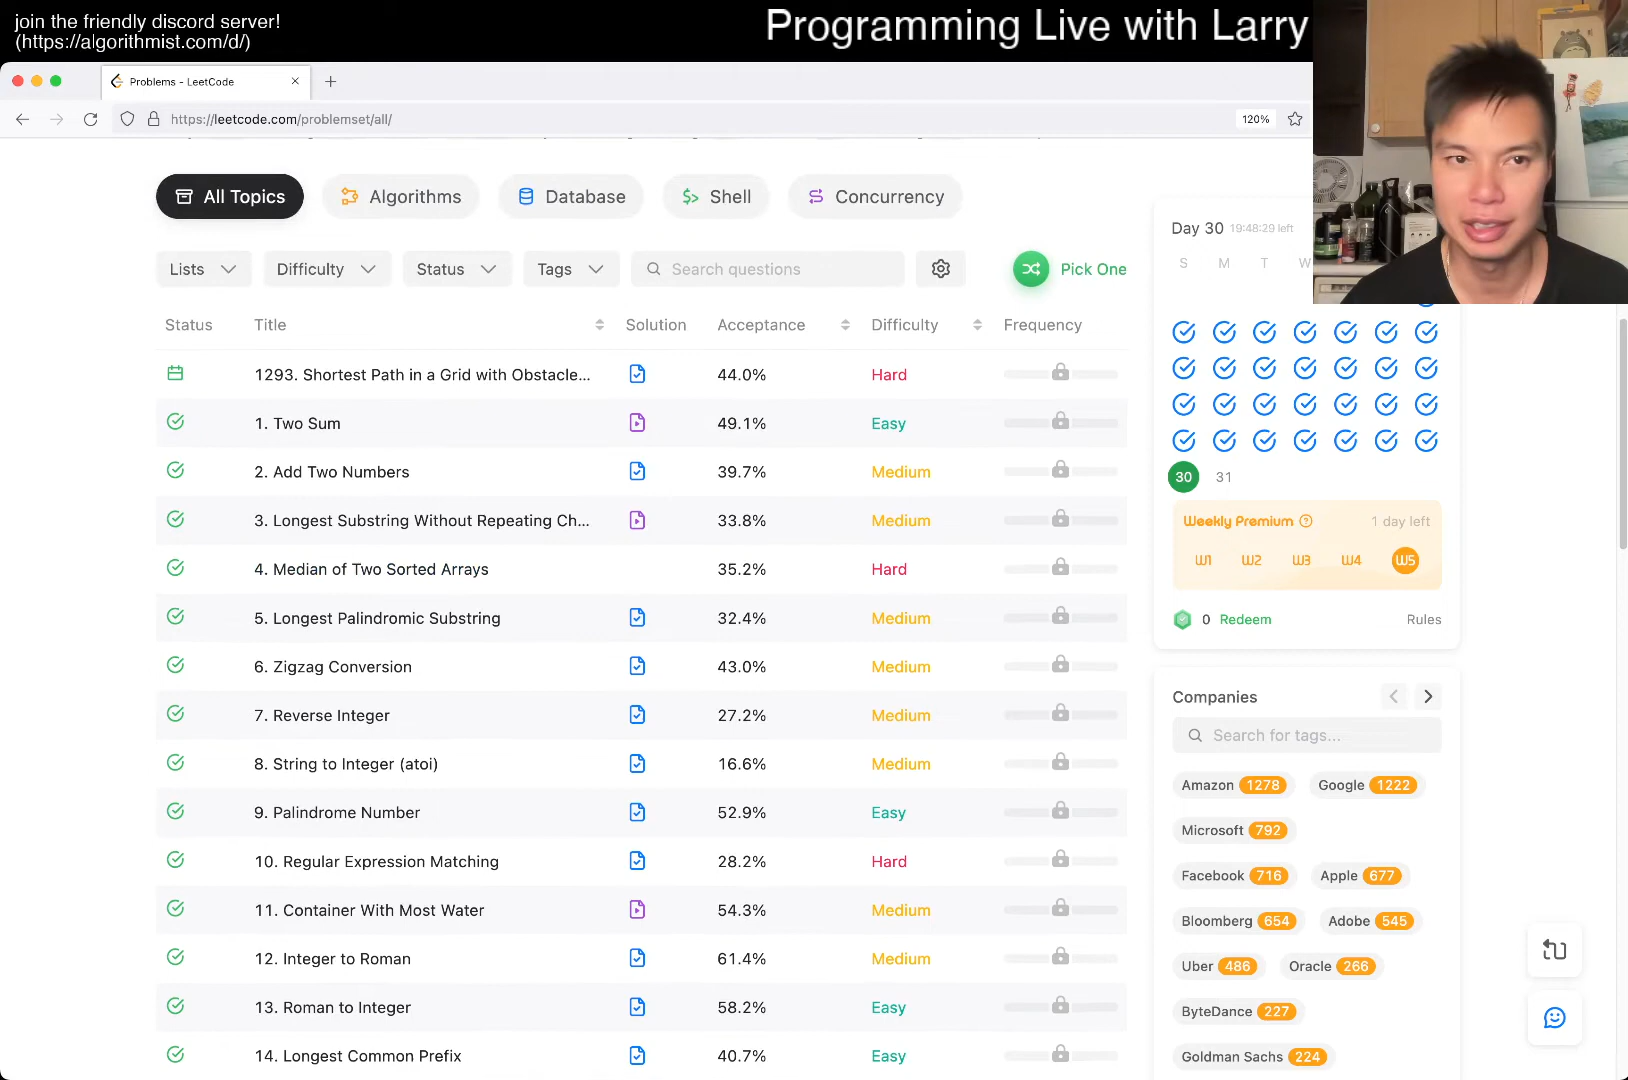 join the friendly discord server!
(https://algorithmist.com/d/)
Programming Live with Larry
Problems - LeetCode
https://leetcode.com/problemset/all/
120%
All Topics
Algorithms
Database
Shell
Concurrency
Lists
Difficulty
Status
Tags
Search questions
Pick One
Status Title Solution Acceptance Difficulty Frequency
1293. Shortest Path in a Grid with Obstacle... 44.0% Hard
1. Two Sum 49.1% Easy
2. Add Two Numbers 39.7% Medium
3. Longest Substring Without Repeating Ch... 33.8% Medium
4. Median of Two Sorted Arrays 35.2% Hard
5. Longest Palindromic Substring 32.4% Medium
6. Zigzag Conversion 43.0% Medium
7. Reverse Integer 27.2% Medium
8. String to Integer (atoi) 16.6% Medium
9. Palindrome Number 52.9% Easy
10. Regular Expression Matching 28.2% Hard
11. Container With Most Water 54.3% Medium
12. Integer to Roman 61.4% Medium
13. Roman to Integer 58.2% Easy
14. Longest Common Prefix 40.7% Easy
Day 30 19:48:29 left
S M T W
30 31
Weekly Premium 1 day left
W1 W2 W3 W4 W5
0 Redeem Rules
Companies
Search for tags...
Amazon 1278 Google 1222
Microsoft 792
Facebook 716 Apple 677
Bloomberg 654 Adobe 545
Uber 486 Oracle 266
ByteDance 227
Goldman Sachs 224